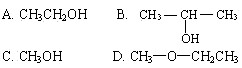 A. CH₃CH₂OH B. CH₃—CH—CH₃
OH
C. CH₃OH D. CH₃—O—CH₂CH₃